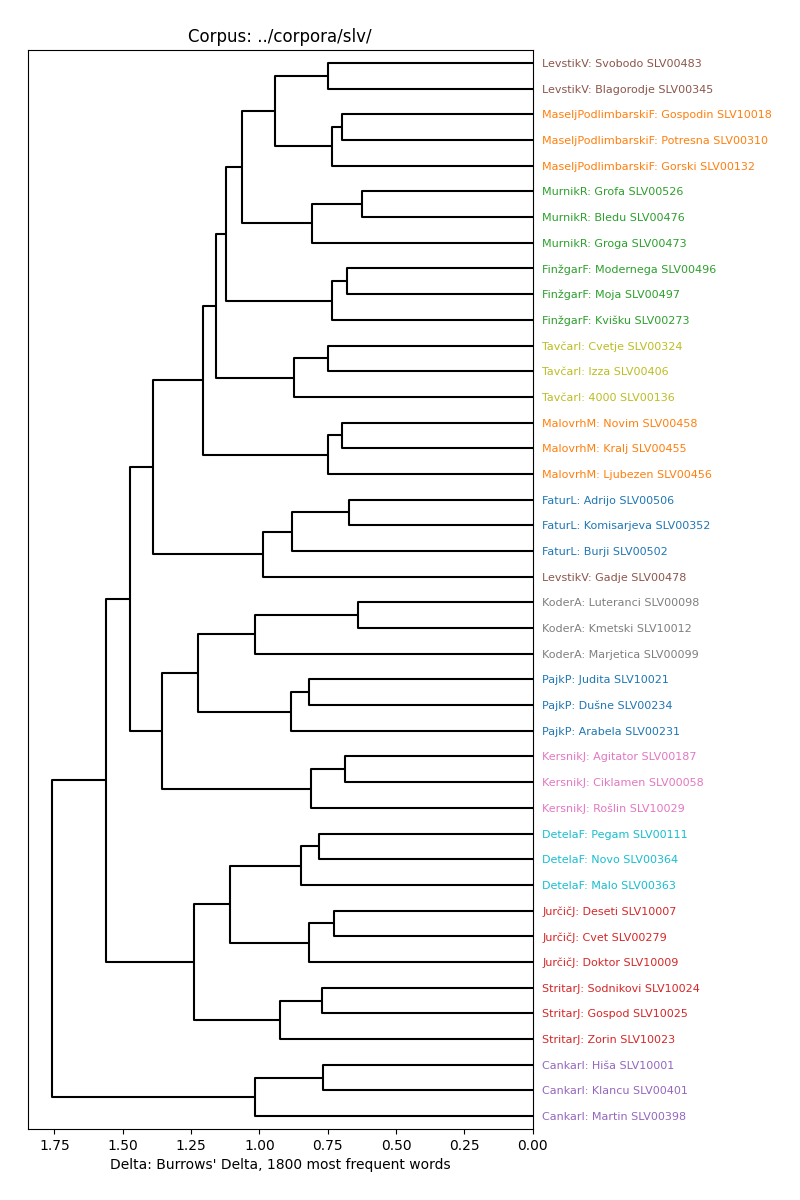 Corpus: ../corpora/slv/
LevstikV: Svobodo SLV00483
LevstikV: Blagorodje SLV00345
MaseljPodlimbarskiF: Gospodin SLV10018
MaseljPodlimbarskiF: Potresna SLV00310
MaseljPodlimbarskiF: Gorski SLV00132
MurnikR: Grofa SLV00526
MurnikR: Bledu SLV00476
MurnikR: Groga SLV00473
FinžgarF: Modernega SLV00496
FinžgarF: Moja SLV00497
FinžgarF: Kvišku SLV00273
TavčarI: Cvetje SLV00324
TavčarI: Izza SLV00406
TavčarI: 4000 SLV00136
MalovrhM: Novim SLV00458
MalovrhM: Kralj SLV00455
MalovrhM: Ljubezen SLV00456
FaturL: Adrijo SLV00506
FaturL: Komisarjeva SLV00352
FaturL: Burji SLV00502
LevstikV: Gadje SLV00478
KoderA: Luteranci SLV00098
KoderA: Kmetski SLV10012
KoderA: Marjetica SLV00099
PajkP: Judita SLV10021
PajkP: Dušne SLV00234
PajkP: Arabela SLV00231
KersnikJ: Agitator SLV00187
KersnikJ: Ciklamen SLV00058
KersnikJ: Rošlin SLV10029
DetelaF: Pegam SLV00111
DetelaF: Novo SLV00364
DetelaF: Malo SLV00363
JurčičJ: Deseti SLV10007
JurčičJ: Cvet SLV00279
JurčičJ: Doktor SLV10009
StritarJ: Sodnikovi SLV10024
StritarJ: Gospod SLV10025
StritarJ: Zorin SLV10023
CankarI: Hiša SLV10001
CankarI: Klancu SLV00401
CankarI: Martin SLV00398
1.75 1.50 1.25 1.00 0.75 0.50 0.25 0.00
Delta: Burrows' Delta, 1800 most frequent words